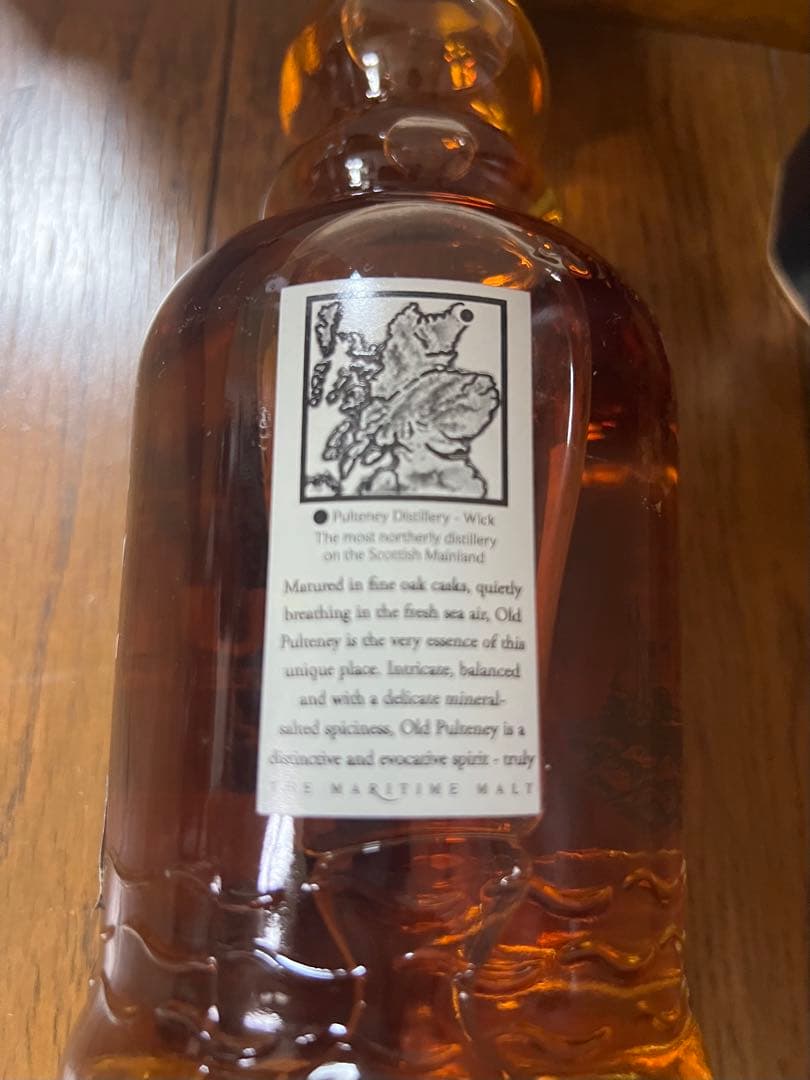 Pulteney Distillery - Wick
The most northerly distillery
on the Scottish Mainland
Matured in fine oak casks, quietly
breathing in the fresh sea air, Old
Pulteney is the very essence of this
unique place. Intricate, balanced
and with a delicate mineral-
salted spiciness, Old Pulteney is a
distinctive and evocative spirit - truly
THE MARITIME MALT